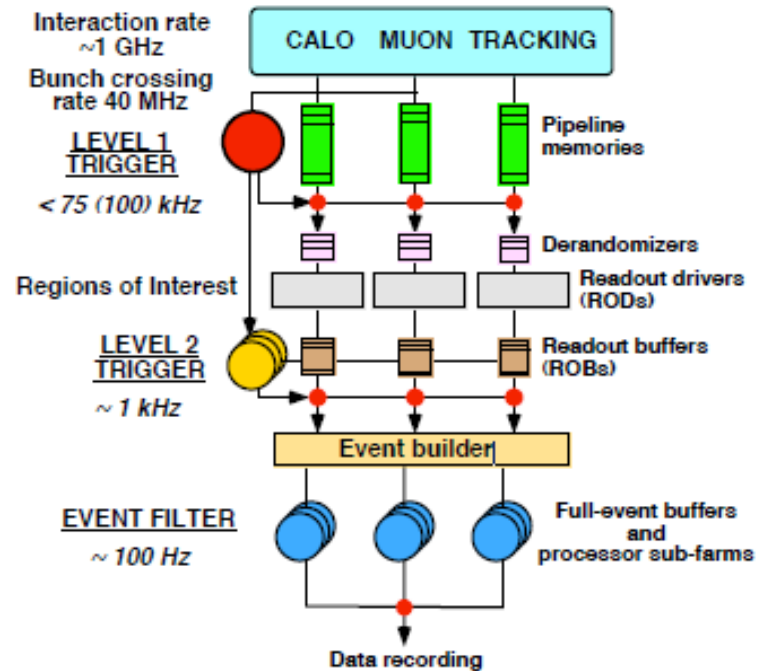 Interaction rate
~1 GHz
CALO MUON TRACKING
Bunch crossing
rate 40 MHz
LEVEL 1
TRIGGER
< 75 (100) kHz
Pipeline
memories
Derandomizers
Regions of Interest
Readout drivers
(RODs)
LEVEL 2
TRIGGER
~ 1 kHz
Readout buffers
(ROBs)
Event builder
EVENT FILTER
~ 100 Hz
Full-event buffers
and
processor sub-farms
Data recording